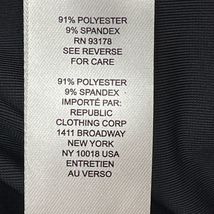 91% POLYESTER
9% SPANDEX
RN 93178
SEE REVERSE
FOR CARE
91% POLYESTER
9% SPANDEX
IMPORTÉ PAR:
REPUBLIC
CLOTHING CORP
1411 BROADWAY
NEW YORK
NY 10018 USA
ENTRETIEN
AU VERSO